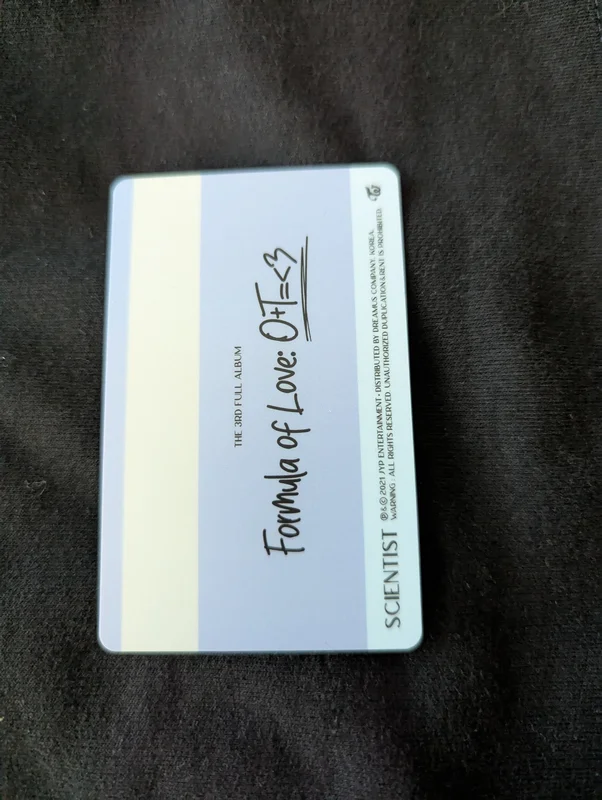 THE 3RD FULL ALBUM
Formula of Love: O+T=<3
SCIENTIST
℗ & © 2021 JYP ENTERTAINMENT • DISTRIBUTED BY DREAMUS COMPANY, KOREA.
WARNING : ALL RIGHTS RESERVED. UNAUTHORIZED DUPLICATION & RENT IS PROHIBITED.